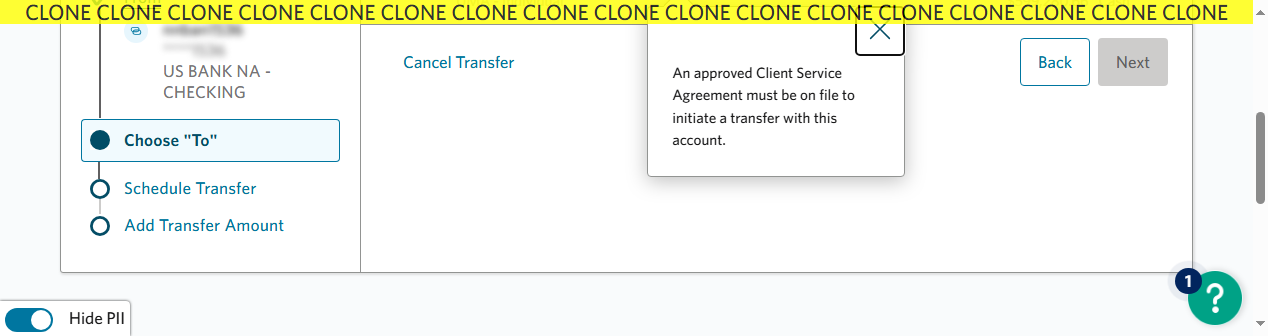 CLONE CLONE CLONE CLONE CLONE CLONE CLONE CLONE CLONE CLONE CLONE CLONE CLONE CLONE CLONE CLONE CLONE
US BANK NA -
CHECKING
Choose "To"
Schedule Transfer
Add Transfer Amount
Cancel Transfer
An approved Client Service
Agreement must be on file to
initiate a transfer with this
account.
Back
Next
1
?
Hide PII